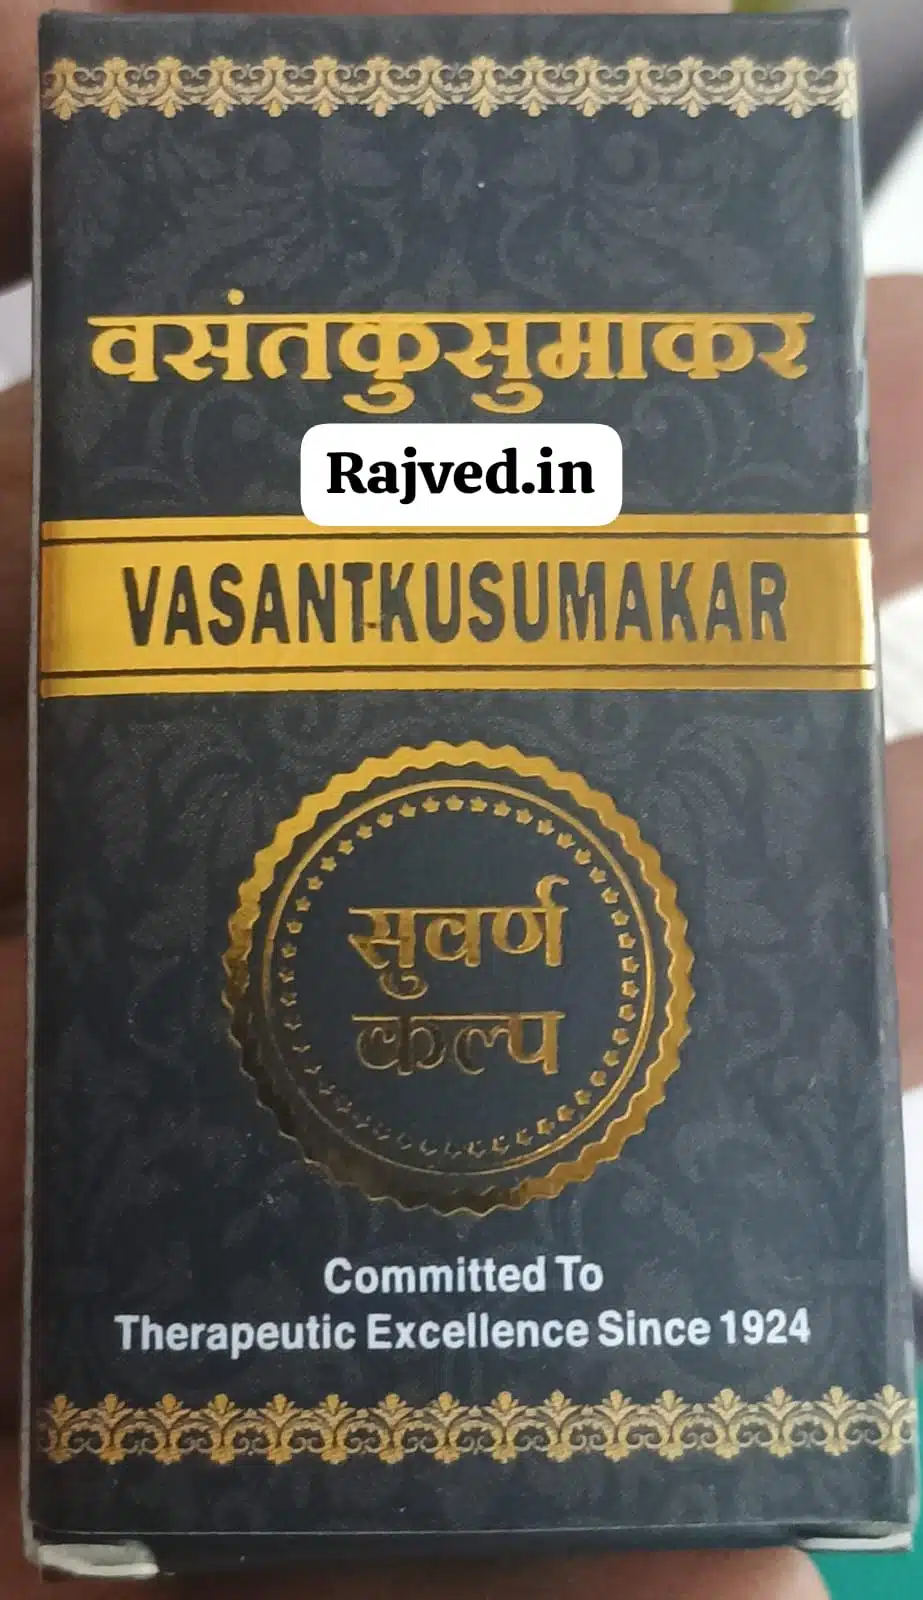 वसंतकुसुमाकर
Rajved.in
VASANTKUSUMAKAR
सुवर्ण
कल्प
Committed To
Therapeutic Excellence Since 1924